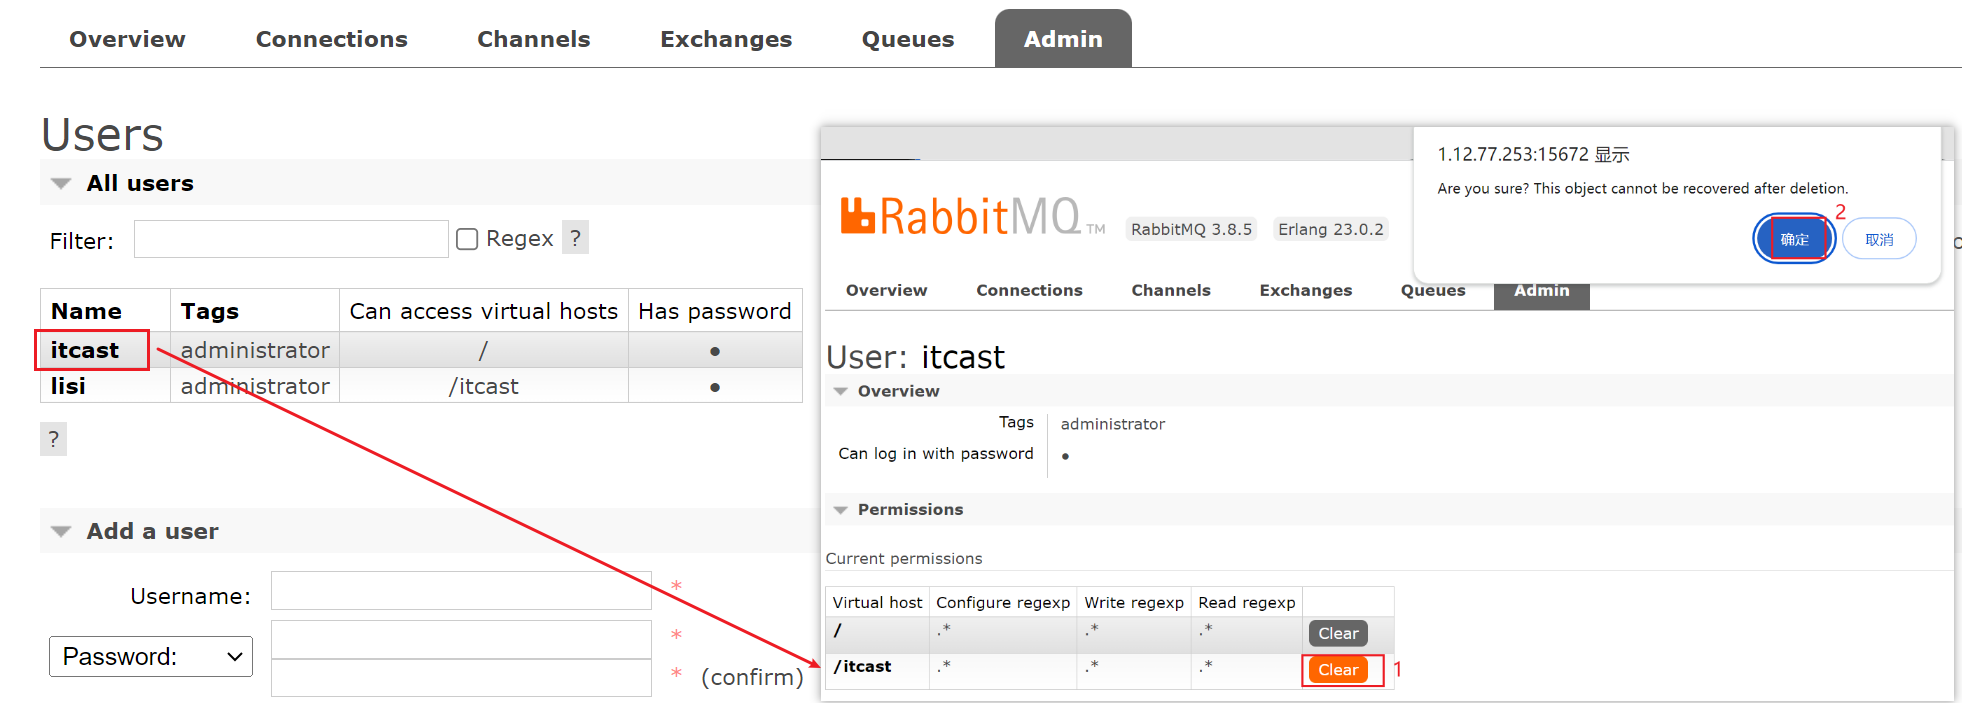 Overview Connections Channels Exchanges Queues Admin
Users
All users
Filter: Regex ?
Name Tags Can access virtual hosts Has password
itcast administrator / ●
lisi administrator /itcast ●
?
Add a user
Username: *
Password: *
* (confirm)
1.12.77.253:15672 显示
Are you sure? This object cannot be recovered after deletion.
2
确定 取消
RabbitMQ TM RabbitMQ 3.8.5 Erlang 23.0.2
Overview Connections Channels Exchanges Queues Admin
User: itcast
Overview
Tags administrator
Can log in with password ●
Permissions
Current permissions
Virtual host Configure regexp Write regexp Read regexp
/ .* .* .* Clear
/itcast .* .* .* Clear 1